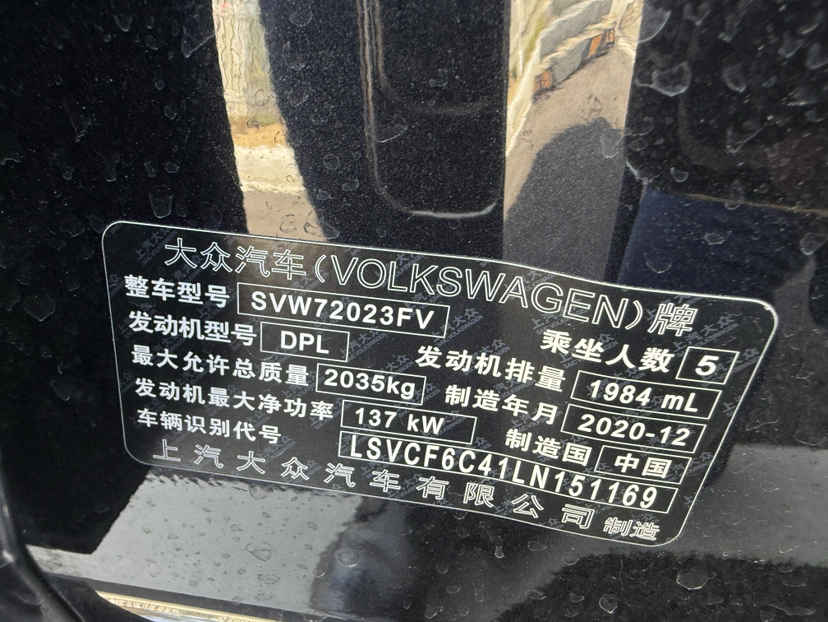 大众汽车(VOLKSWAGEN)牌
整车型号 SVW72023FV 乘坐人数 5
发动机型号 DPL 发动机排量 1984 mL
最大允许总质量 2035kg 制造年月 2020-12
发动机最大净功率 137 kW 制造国 中国
车辆识别代号 LSVCF6C41LN151169
上汽大众汽车有限公司 制造